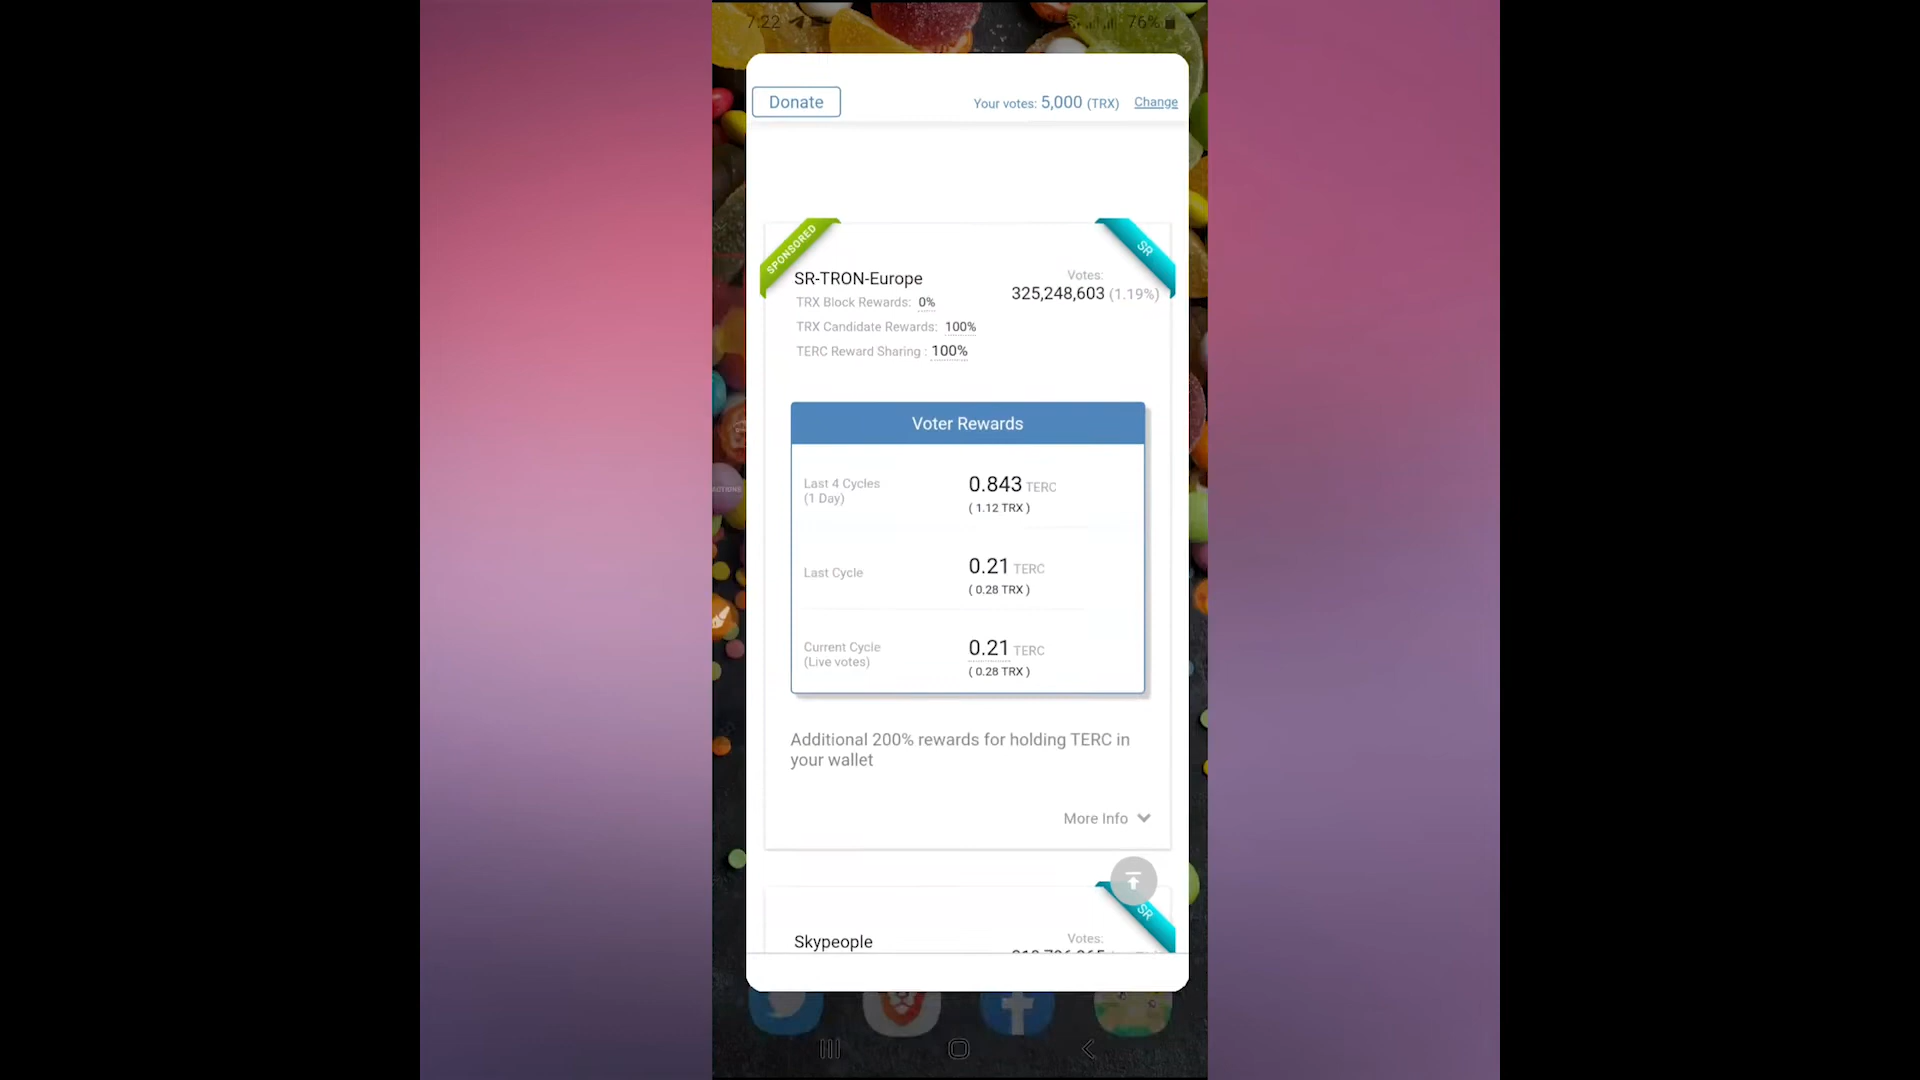 7:22
76%
Donate
Your votes: 5,000 (TRX) Change
SPONSORED
SR
SR-TRON-Europe
Votes:
325,248,603 (1.19%)
TRX Block Rewards: 0%
TRX Candidate Rewards: 100%
TERC Reward Sharing : 100%
Voter Rewards
Last 4 Cycles
(1 Day)
0.843 TERC
( 1.12 TRX )
Last Cycle
0.21 TERC
( 0.28 TRX )
Current Cycle
(Live votes)
0.21 TERC
( 0.28 TRX )
Additional 200% rewards for holding TERC in
your wallet
More Info
SR
Skypeople
Votes: